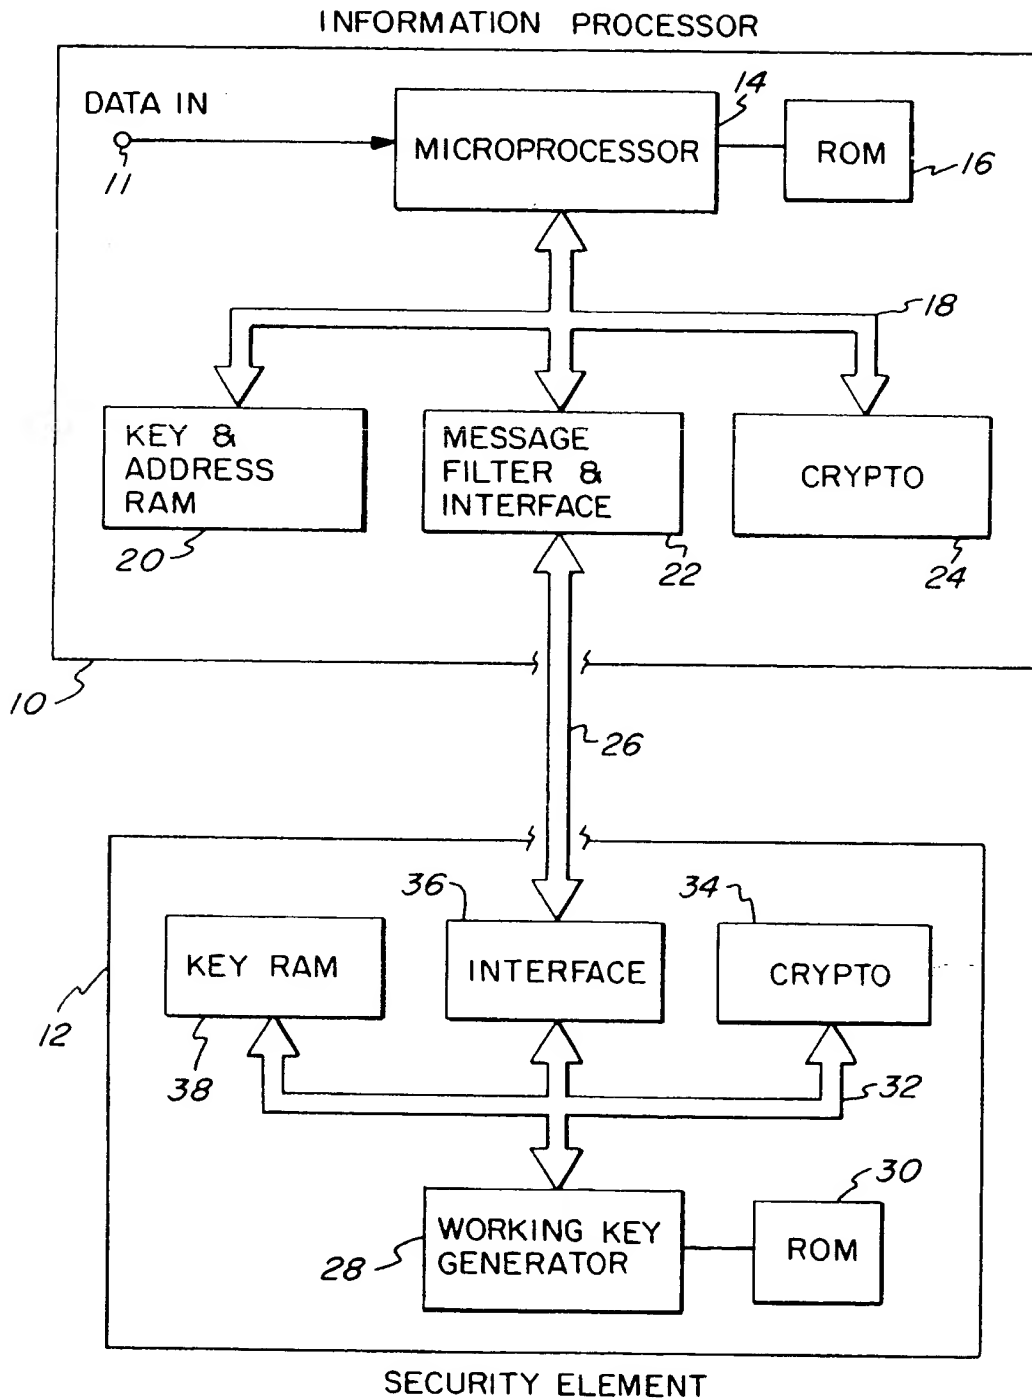 INFORMATION PROCESSOR
DATA IN
11
MICROPROCESSOR
14
ROM
16
18
KEY &
ADDRESS
RAM
20
MESSAGE
FILTER &
INTERFACE
22
CRYPTO
24
10
26
12
KEY RAM
38
36
INTERFACE
34
CRYPTO
32
WORKING KEY
GENERATOR
28
30
ROM
SECURITY ELEMENT